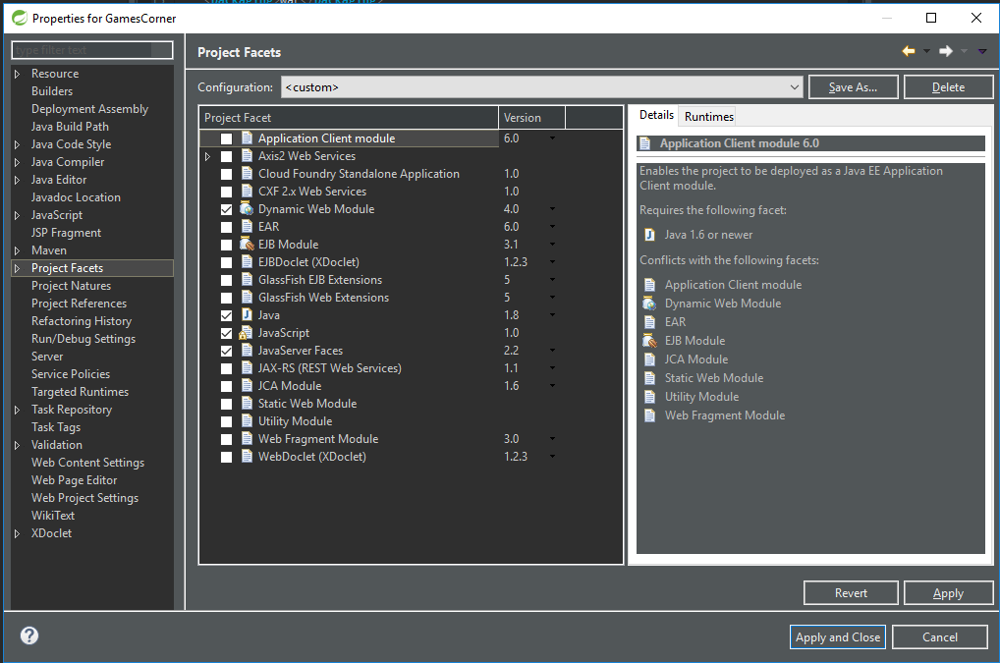 Properties for GamesCorner
type filter text
Resource
Builders
Deployment Assembly
Java Build Path
Java Code Style
Java Compiler
Java Editor
Javadoc Location
JavaScript
JSP Fragment
Maven
Project Facets
Project Natures
Project References
Refactoring History
Run/Debug Settings
Server
Service Policies
Targeted Runtimes
Task Repository
Task Tags
Validation
Web Content Settings
Web Page Editor
Web Project Settings
WikiText
XDoclet
Project Facets
Configuration: <custom> Save As... Delete
Project Facet Version
Application Client module 6.0
Axis2 Web Services
Cloud Foundry Standalone Application 1.0
CXF 2.x Web Services 1.0
Dynamic Web Module 4.0
EAR 6.0
EJB Module 3.1
EJBDoclet (XDoclet) 1.2.3
GlassFish EJB Extensions 5
GlassFish Web Extensions 5
Java 1.8
JavaScript 1.0
JavaServer Faces 2.2
JAX-RS (REST Web Services) 1.1
JCA Module 1.6
Static Web Module
Utility Module
Web Fragment Module 3.0
WebDoclet (XDoclet) 1.2.3
Details Runtimes
Application Client module 6.0
Enables the project to be deployed as a Java EE Application
Client module.
Requires the following facet:
Java 1.6 or newer
Conflicts with the following facets:
Application Client module
Dynamic Web Module
EAR
EJB Module
JCA Module
Static Web Module
Utility Module
Web Fragment Module
Revert Apply
Apply and Close Cancel